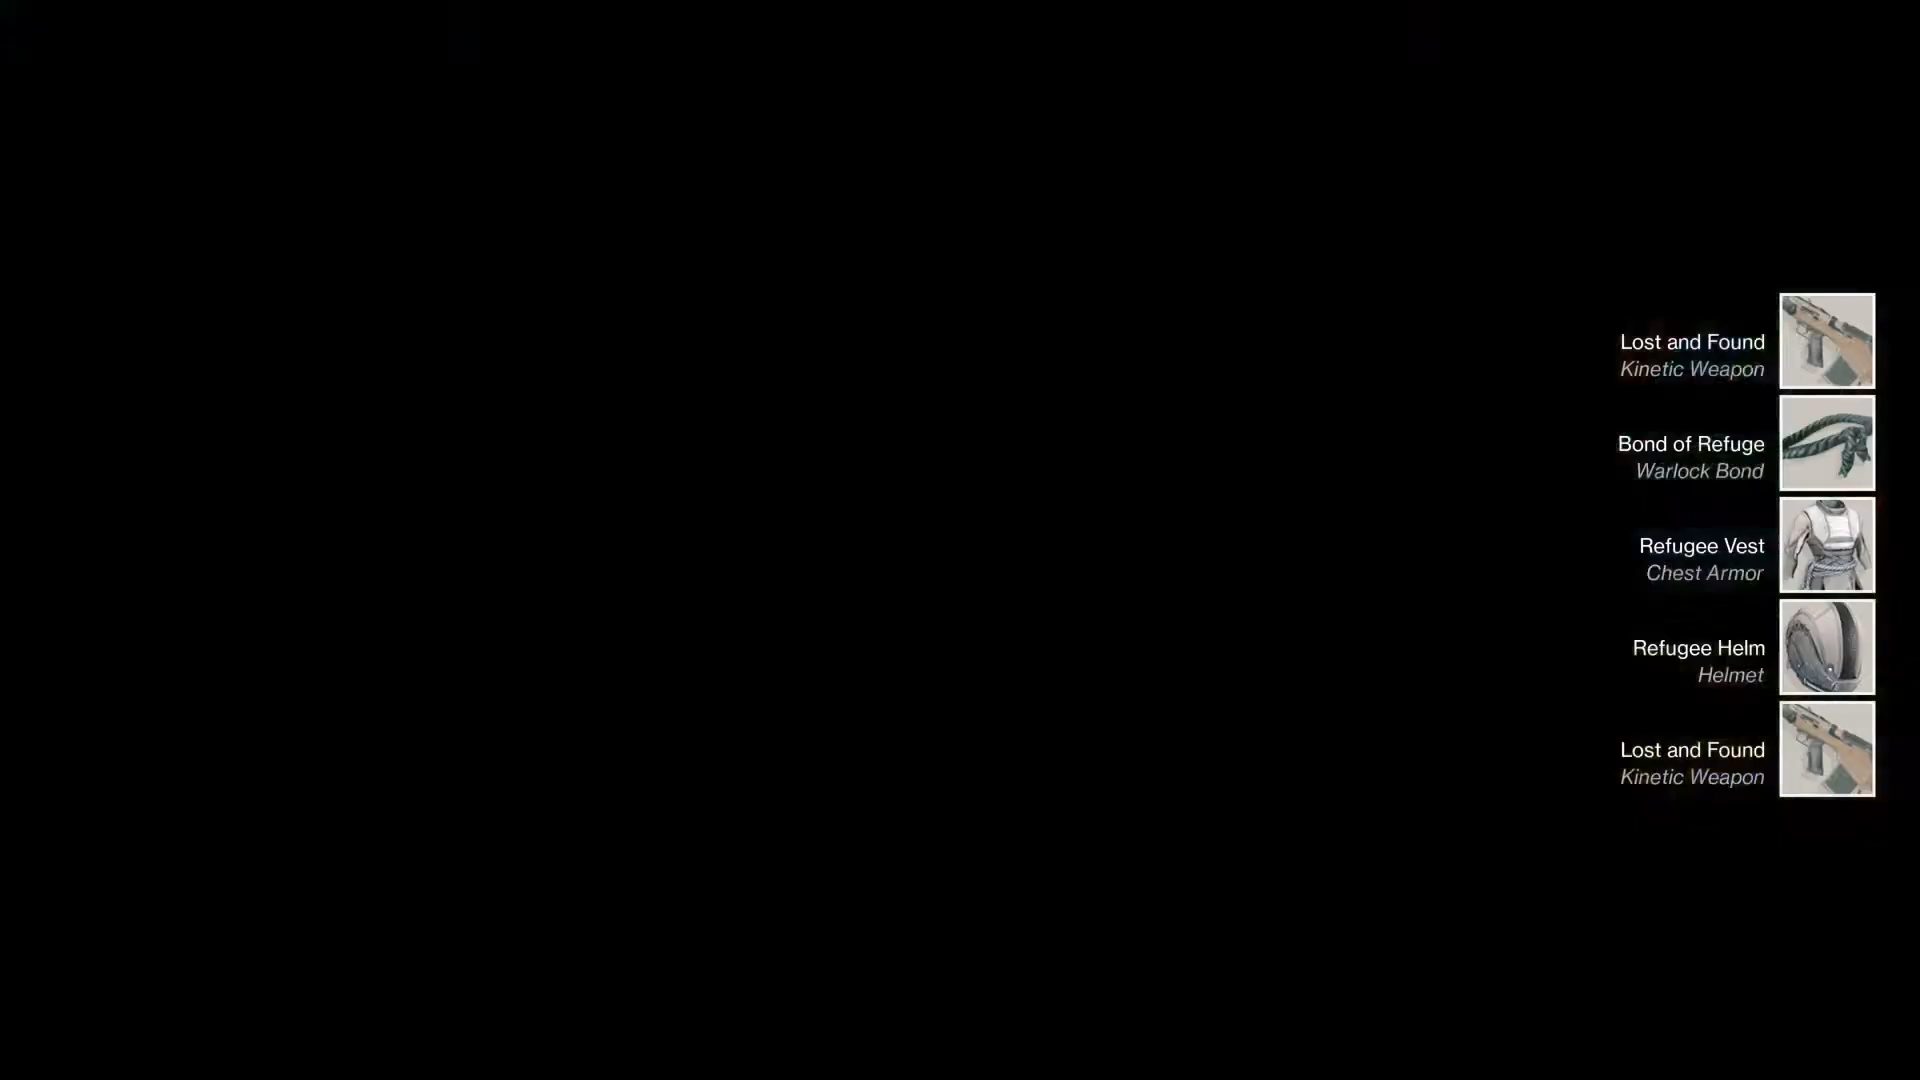 Lost and Found
Kinetic Weapon
Bond of Refuge
Warlock Bond
Refugee Vest
Chest Armor
Refugee Helm
Helmet
Lost and Found
Kinetic Weapon